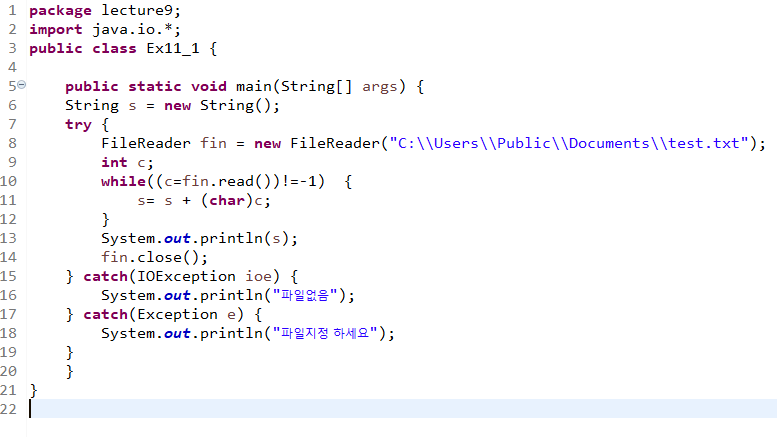 1 package lecture9;
2 import java.io.*;
3 public class Ex11_1 {
4
5 public static void main(String[] args) {
6 String s = new String();
7 try {
8 FileReader fin = new FileReader("C:\\Users\\Public\\Documents\\test.txt");
9 int c;
10 while((c=fin.read())!=-1)  {
11 s= s + (char)c;
12 }
13 System.out.println(s);
14 fin.close();
15 } catch(IOException ioe) {
16 System.out.println("파일없음");
17 } catch(Exception e) {
18 System.out.println("파일지정 하세요");
19 }
20 }
21 }
22